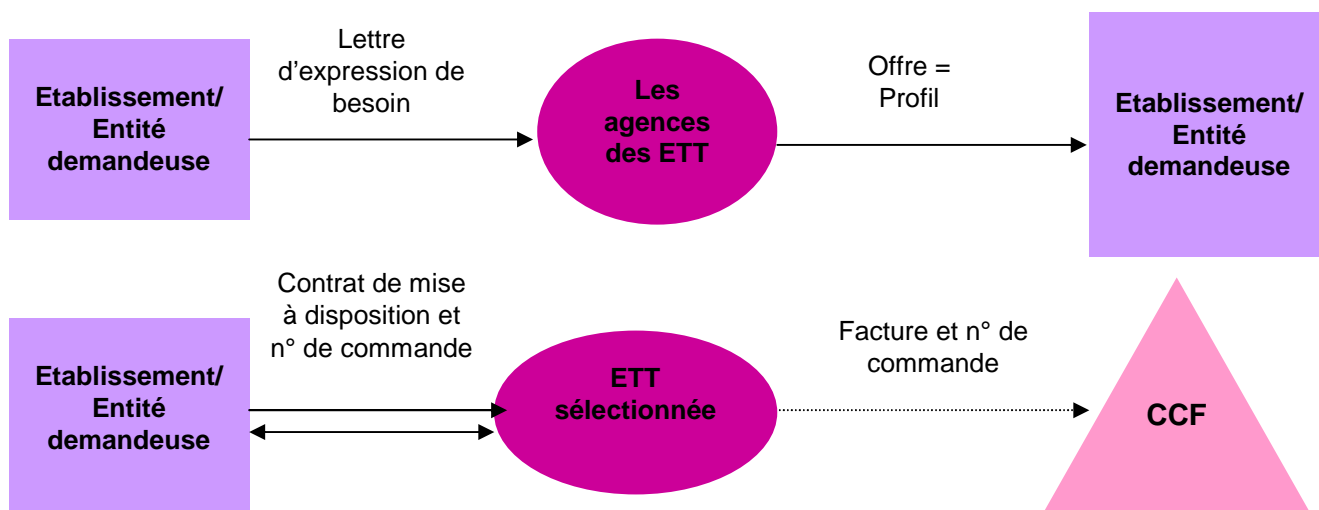 Etablissement/
Entité
demandeuse
Lettre
d'expression de
besoin
Les
agences
des ETT
Offre =
Profil
Etablissement/
Entité
demandeuse
Etablissement/
Entité
demandeuse
Contrat de mise
à disposition et
n° de commande
ETT
sélectionnée
Facture et n° de
commande
CCF